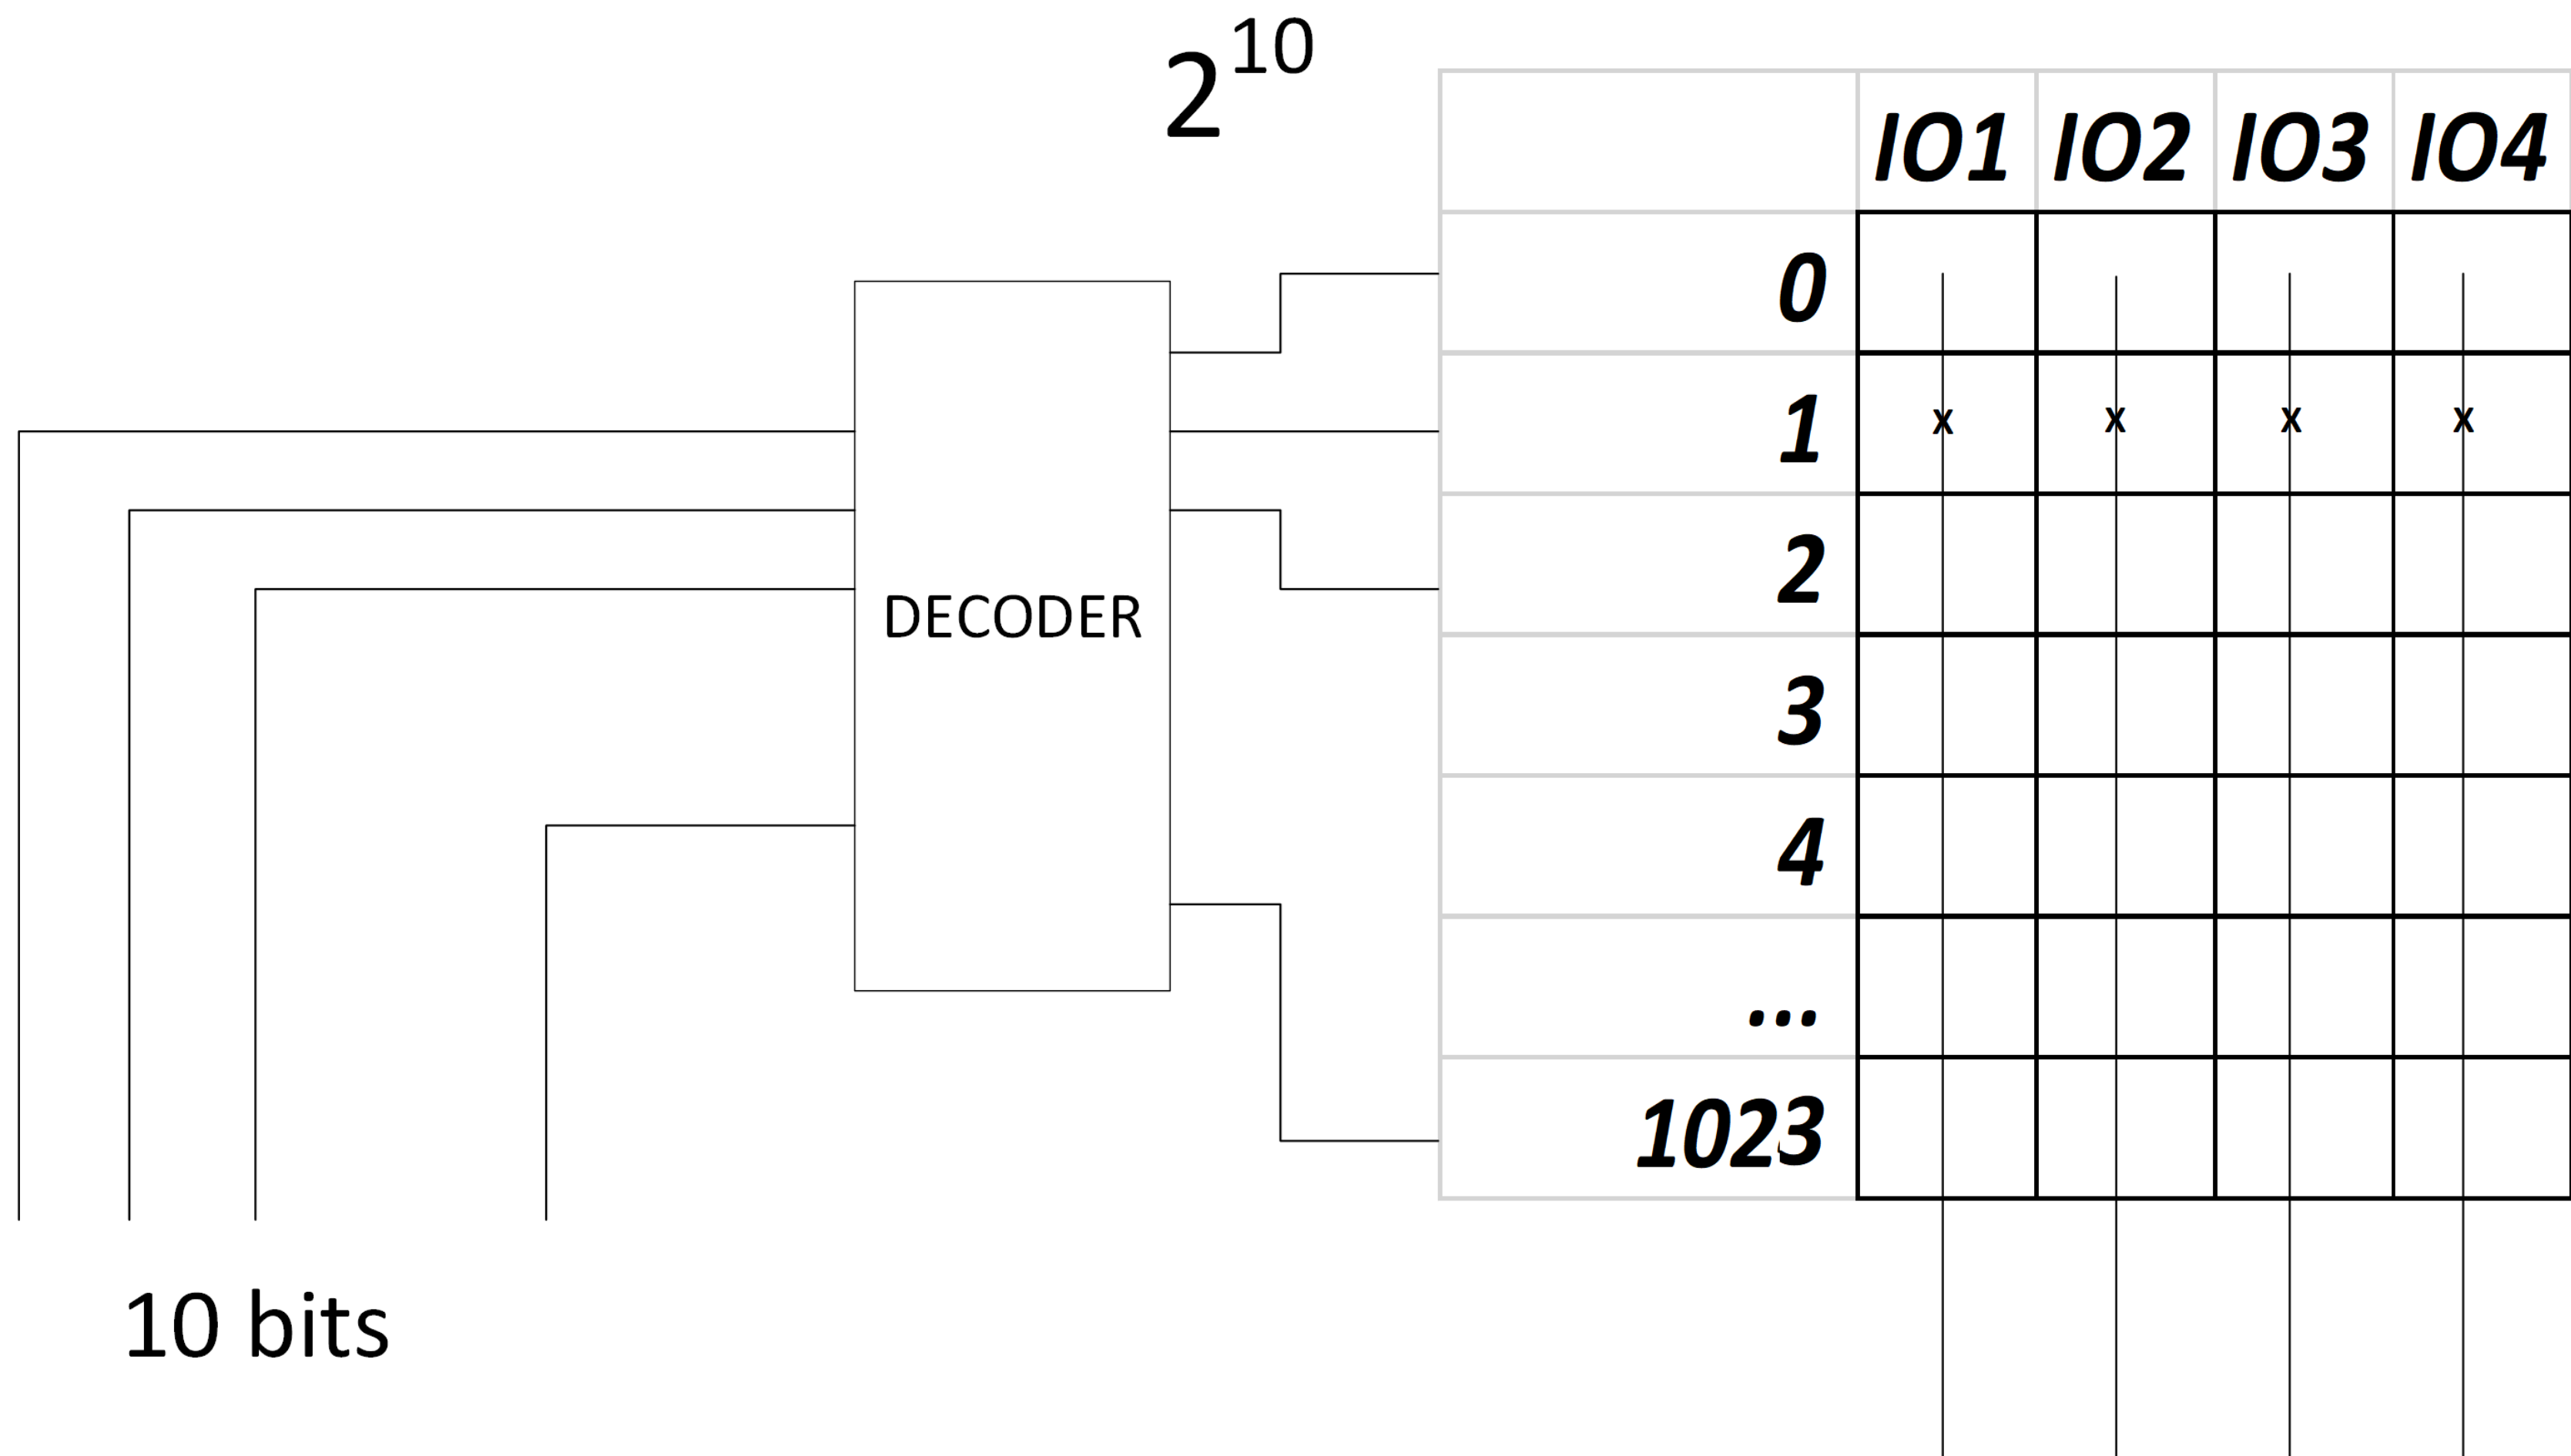 2^10
IO1 IO2 IO3 IO4
0
1 x x x x
2
DECODER
3
4
...
1023
10 bits